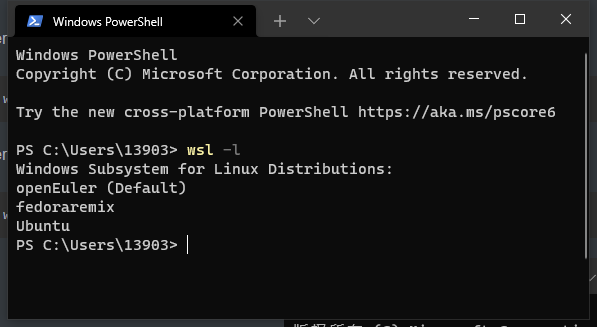 Windows PowerShell
Windows PowerShell
Copyright (C) Microsoft Corporation. All rights reserved.
Try the new cross-platform PowerShell https://aka.ms/pscore6
PS C:\Users\13903> wsl -l
Windows Subsystem for Linux Distributions:
openEuler (Default)
fedoraremix
Ubuntu
PS C:\Users\13903>